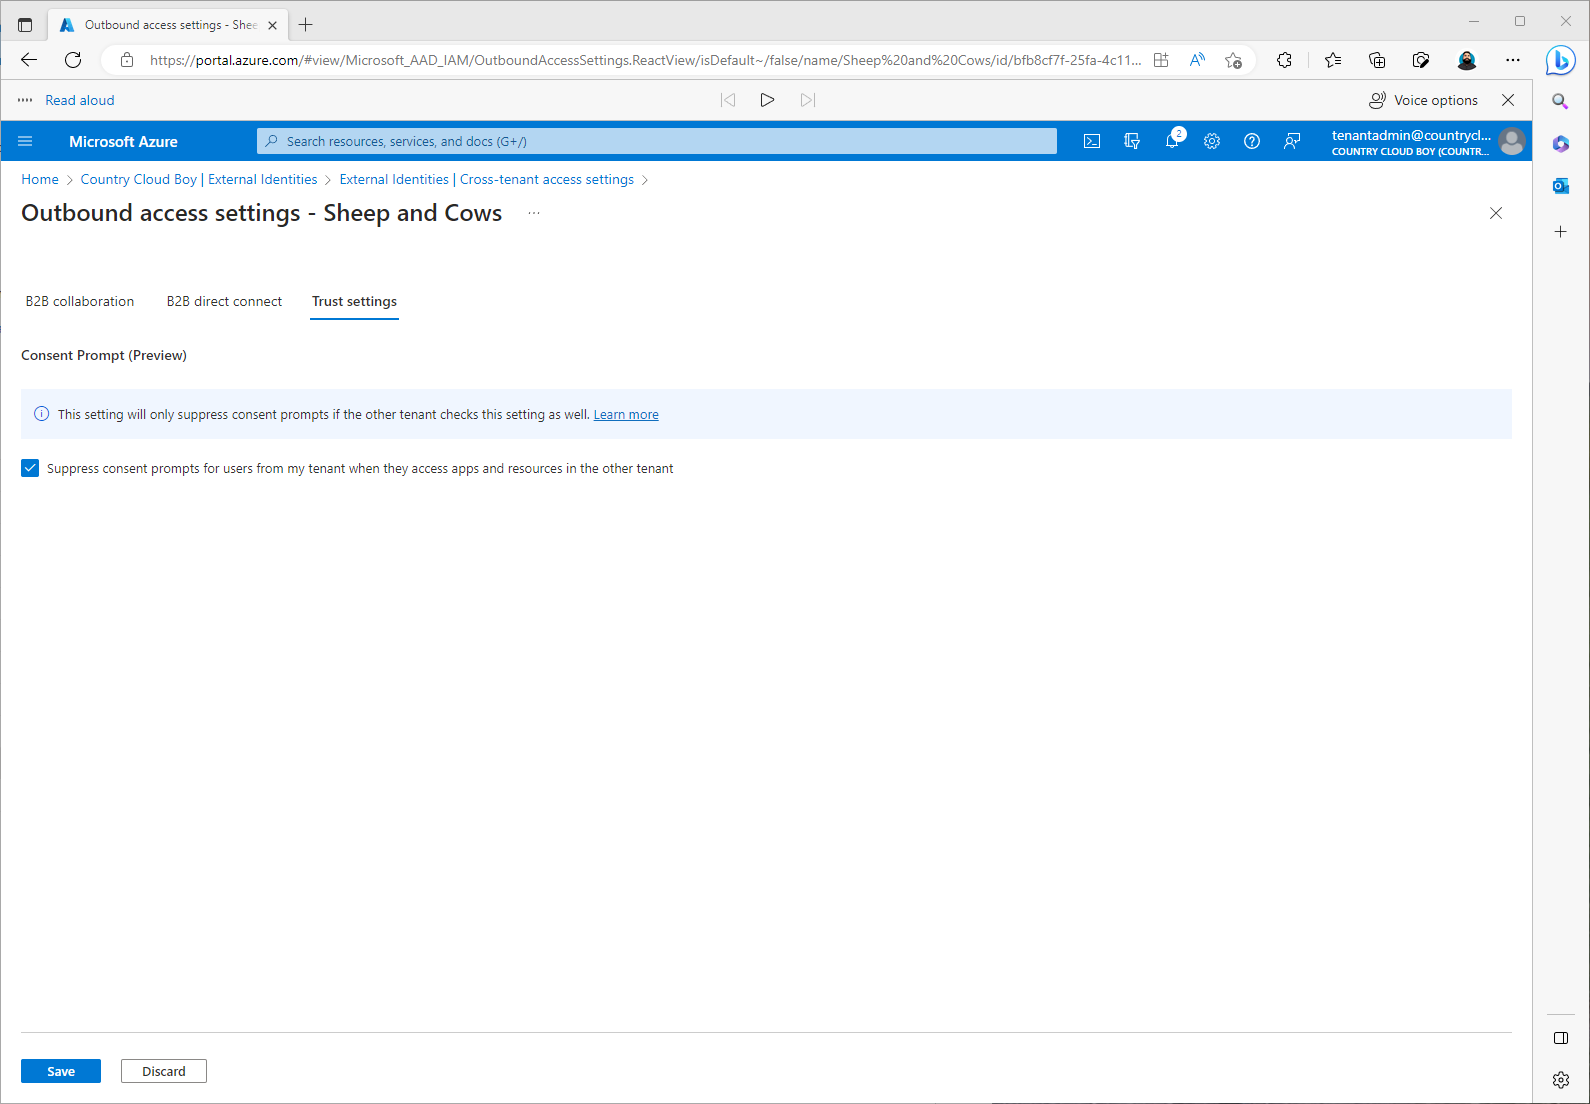 Outbound access settings - Shee
https://portal.azure.com/#view/Microsoft_AAD_IAM/OutboundAccessSettings.ReactView/isDefault~/false/name/Sheep%20and%20Cows/id/bfb8cf7f-25fa-4c11...
Read aloud
Voice options
Microsoft Azure
Search resources, services, and docs (G+/)
2
tenantadmin@countrycl...
COUNTRY CLOUD BOY (COUNTR...
Home > Country Cloud Boy | External Identities > External Identities | Cross-tenant access settings >
Outbound access settings - Sheep and Cows ...
B2B collaboration
B2B direct connect
Trust settings
Consent Prompt (Preview)
This setting will only suppress consent prompts if the other tenant checks this setting as well. Learn more
Suppress consent prompts for users from my tenant when they access apps and resources in the other tenant
Save
Discard